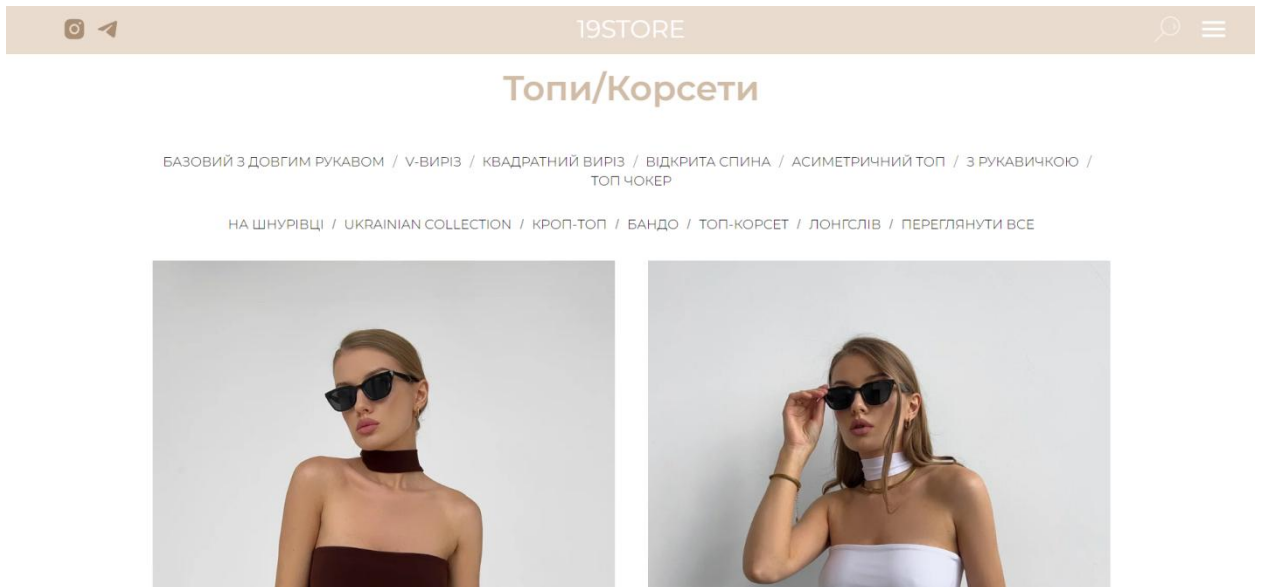 19STORE
Топи/Корсети
БАЗОВИЙ З ДОВГИМ РУКАВОМ / V-ВИРІЗ / КВАДРАТНИЙ ВИРІЗ / ВІДКРИТА СПИНА / АСИМЕТРИЧНИЙ ТОП / З РУКАВИЧКОЮ /
ТОП ЧОКЕР
НА ШНУРІВЦІ / UKRAINIAN COLLECTION / КРОП-ТОП / БАНДО / ТОП-КОРСЕТ / ЛОНГСЛІВ / ПЕРЕГЛЯНУТИ ВСЕ